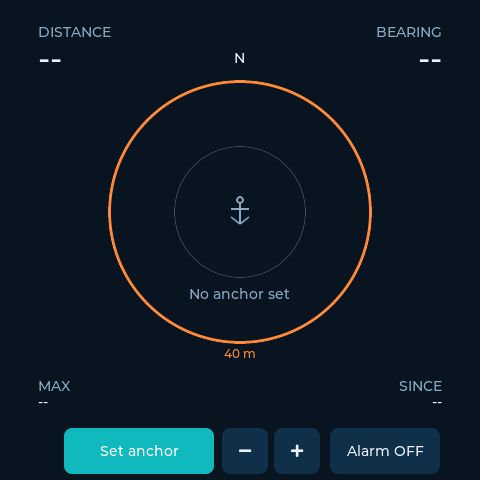 DISTANCE
BEARING
--
N
--
No anchor set
40 m
MAX
SINCE
--
--
Set anchor
−
+
Alarm OFF